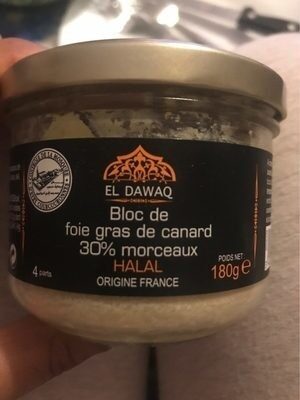 EL DAWAQ
Bloc de
foie gras de canard
30% morceaux
HALAL
ORIGINE FRANCE
4 parts
POIDS NET
180g e